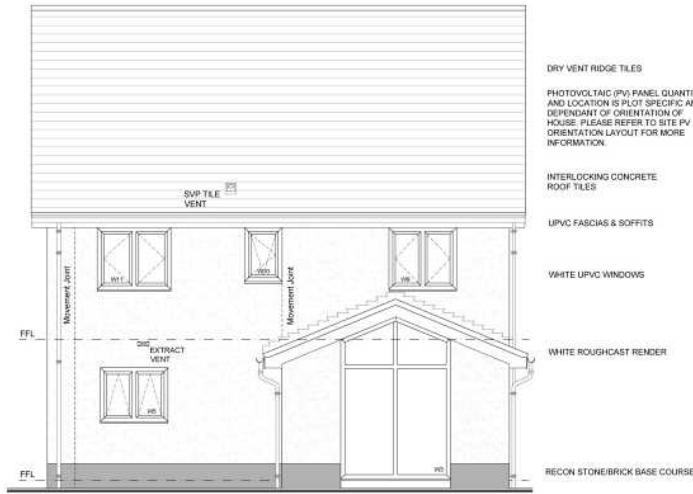 DRY VENT RIDGE TILES
PHOTOVOLTAIC (PV) PANEL QUANTI
AND LOCATION IS PLOT SPECIFIC A
DEPENDANT OF ORIENTATION OF
HOUSE. PLEASE REFER TO SITE PV
ORIENTATION LAYOUT FOR MORE
INFORMATION.
INTERLOCKING CONCRETE
ROOF TILES
SVP TILE
VENT
UPVC FASCIAS & SOFFITS
WHITE UPVC WINDOWS
Movement Joint
Movement Joint
FFL
EXTRACT
VENT
WHITE ROUGHCAST RENDER
FFL
RECON STONE/BRICK BASE COURSE